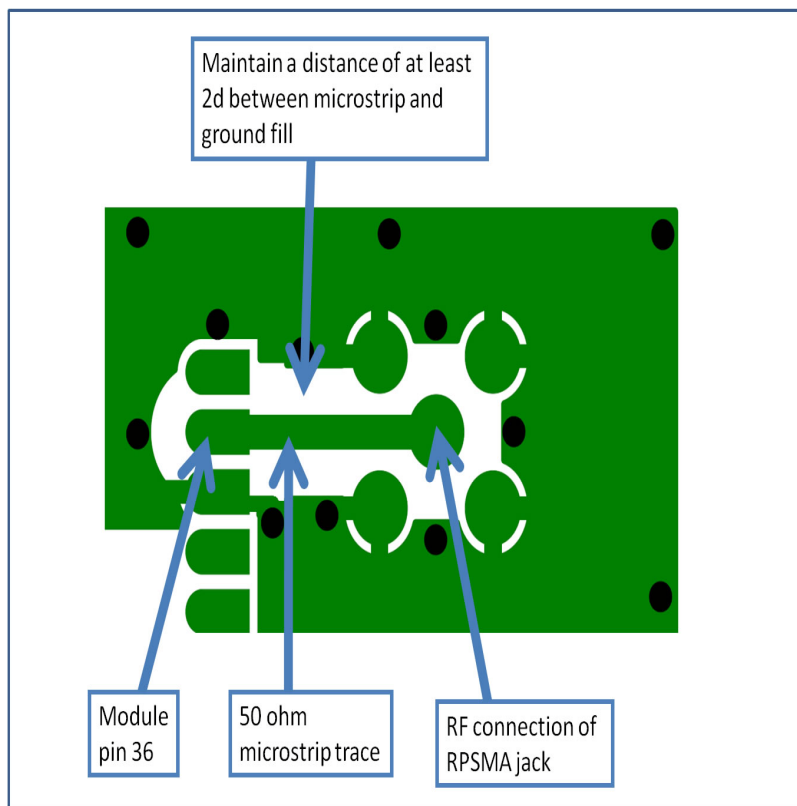 Maintain a distance of at least
2d between microstrip and
ground fill
Module
pin 36
50 ohm
microstrip trace
RF connection of
RPSMA jack